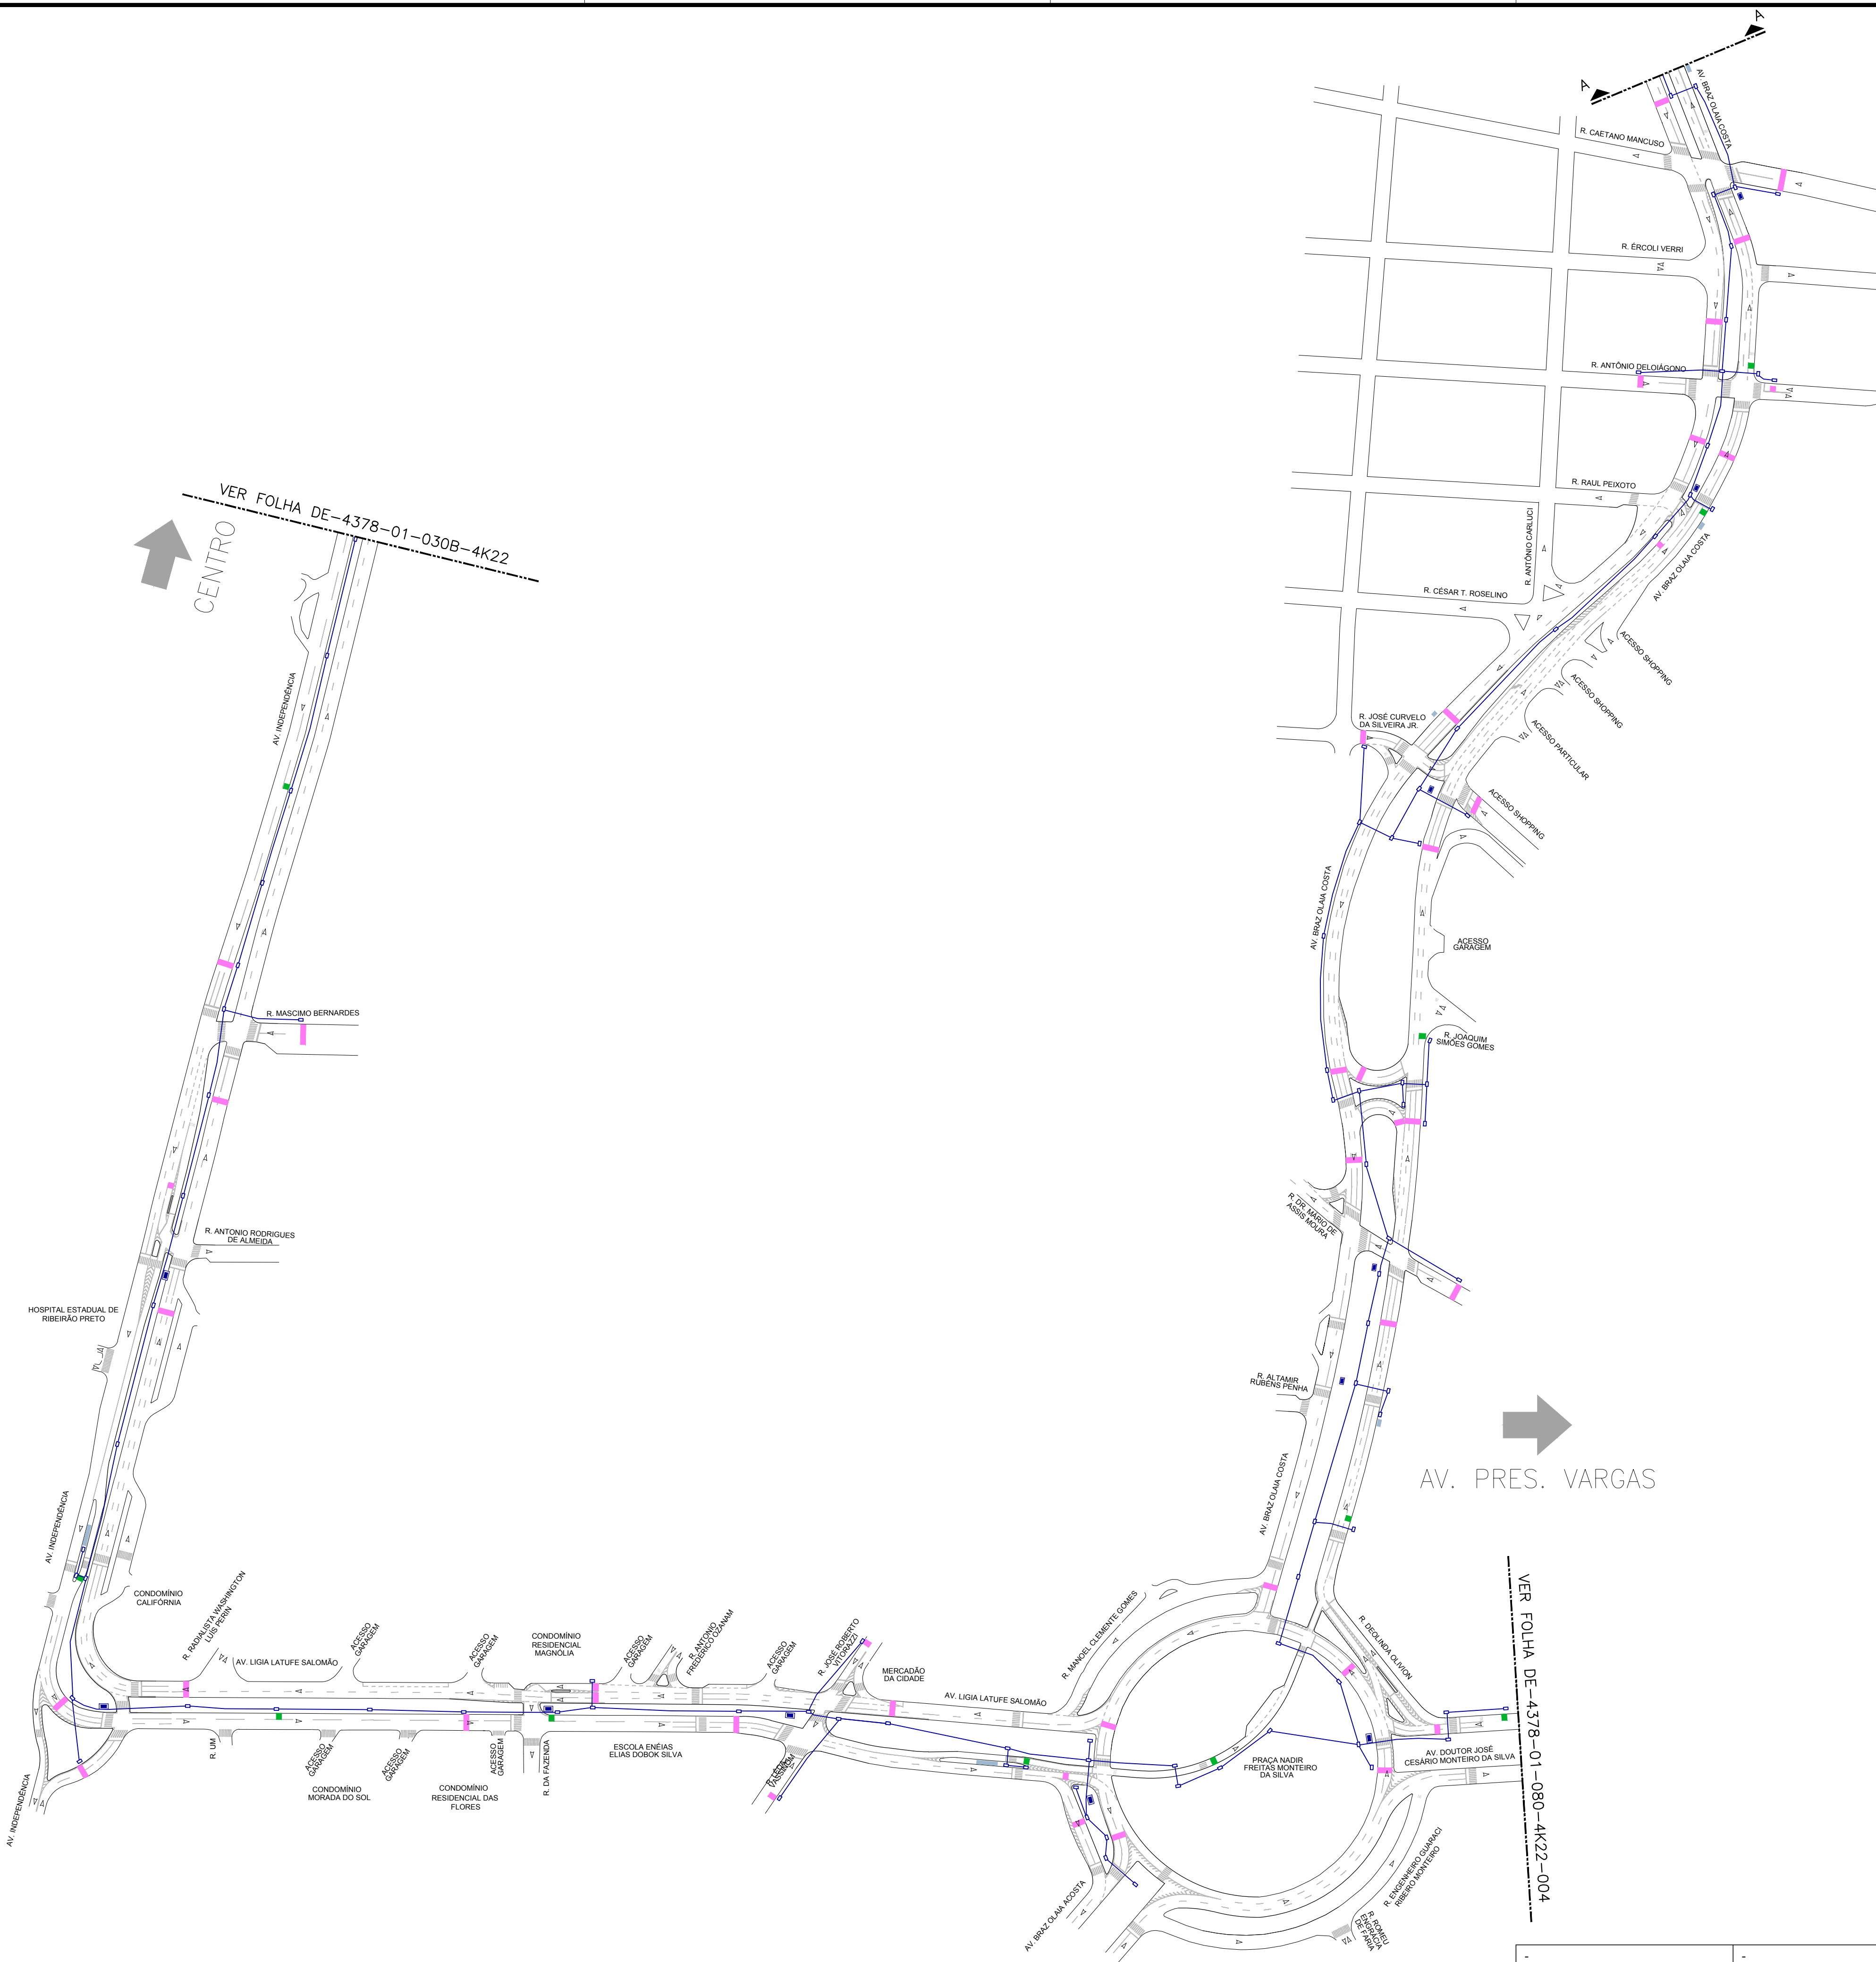 A
A
AV. BRAZ OLAIA COSTA
R. CAETANO MANCUSO
R. ÉRCOLI VERRI
R. ANTÔNIO DELOIÁGONO
R. RAUL PEIXOTO
R. ANTÔNIO CARLUCI
AV. BRAZ OLAIA COSTA
R. CÉSAR T. ROSELINO
ACESSO SHOPPING
ACESSO SHOPPING
ACESSO PARTICULAR
R. JOSÉ CURVELO
DA SILVEIRA JR.
ACESSO SHOPPING
VER FOLHA DE-4378-01-030B-4K22
CENTRO
AV. INDEPENDÊNCIA
AV. BRAZ OLAIA COSTA
ACESSO
GARAGEM
R. MASCIMO BERNARDES
R. JOAQUIM
SIMÕES GOMES
R. DR. MÁRIO DE
ASSIS MOURA
R. ANTONIO RODRIGUES
DE ALMEIDA
HOSPITAL ESTADUAL DE
RIBEIRÃO PRETO
R. ALTAMIR
RUBENS PENHA
AV. PRES. VARGAS
AV. BRAZ OLAIA COSTA
AV. INDEPENDÊNCIA
CONDOMÍNIO
CALIFÓRNIA
R. RADIALISTA WASHINGTON
LUIS PERIN
AV. LIGIA LATUFE SALOMÃO
ACESSO
GARAGEM
ACESSO
GARAGEM
CONDOMÍNIO
RESIDENCIAL
MAGNÓLIA
ACESSO
GARAGEM
R. ANTONIO
FREDERICO OZANAM
ACESSO
GARAGEM
R. JOSÉ ROBERTO
VITORAZZI
MERCADÃO
DA CIDADE
AV. LIGIA LATUFE SALOMÃO
R. MANOEL CLEMENTE GOMES
R. DEOLINDA OLIVION
VER FOLHA DE-4378-01-080-4K22-004
AV. INDEPENDÊNCIA
R. UM
ACESSO
GARAGEM
CONDOMÍNIO
MORADA DO SOL
ACESSO
GARAGEM
CONDOMÍNIO
RESIDENCIAL DAS
FLORES
ACESSO
GARAGEM
R. DA FAZENDA
ESCOLA ENÉIAS
ELIAS DOBOK SILVA
VASSIMOM
PRAÇA NADIR
FREITAS MONTEIRO
DA SILVA
AV. DOUTOR JOSÉ
CESÁRIO MONTEIRO DA SILVA
AV. BRAZ OLAIA ACOSTA
R. ENGENHEIRO GUARACI
RIBEIRO MONTEIRO
R. ROMEU
ENGRACIA
DE FARIA
-
-